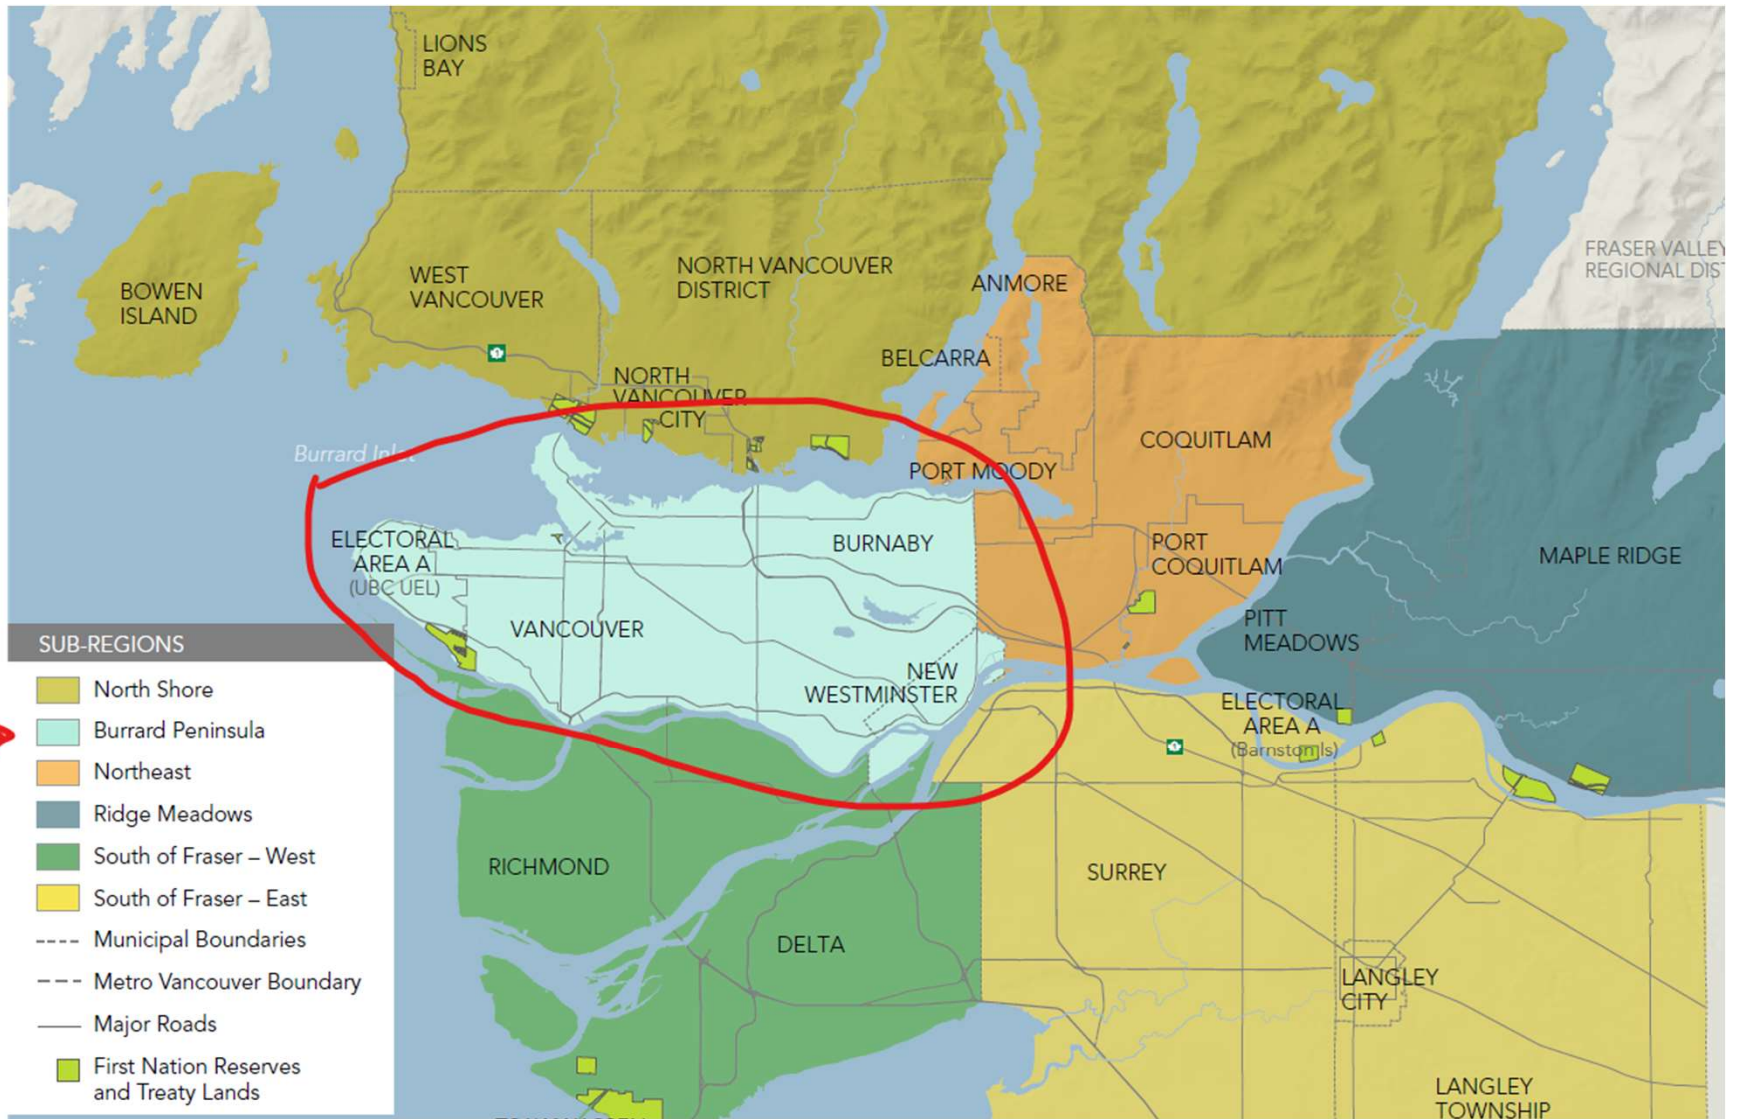 LIONS
BAY
FRASER VALLEY
REGIONAL DIST
WEST
VANCOUVER
NORTH VANCOUVER
DISTRICT
ANMORE
BOWEN
ISLAND
BELCARRA
NORTH
VANCOUVER
CITY
COQUITLAM
Burrard Inlet
PORT MOODY
ELECTORAL
AREA A
(UBC UEL)
BURNABY
PORT
COQUITLAM
MAPLE RIDGE
VANCOUVER
PITT
MEADOWS
NEW
WESTMINSTER
ELECTORAL
AREA A
(Barnston Is)
1
1
RICHMOND
SURREY
DELTA
LANGLEY
CITY
LANGLEY
TOWNSHIP
SUB-REGIONS
North Shore
Burrard Peninsula
Northeast
Ridge Meadows
South of Fraser – West
South of Fraser – East
Municipal Boundaries
Metro Vancouver Boundary
Major Roads
First Nation Reserves
and Treaty Lands